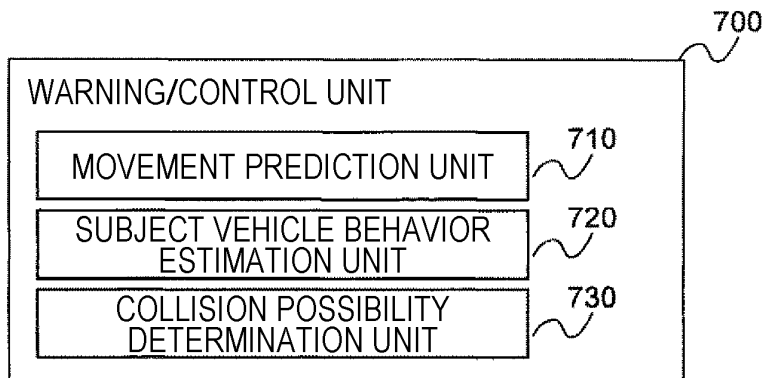 700
WARNING/CONTROL UNIT
MOVEMENT PREDICTION UNIT
710
SUBJECT VEHICLE BEHAVIOR
ESTIMATION UNIT
720
COLLISION POSSIBILITY
DETERMINATION UNIT
730